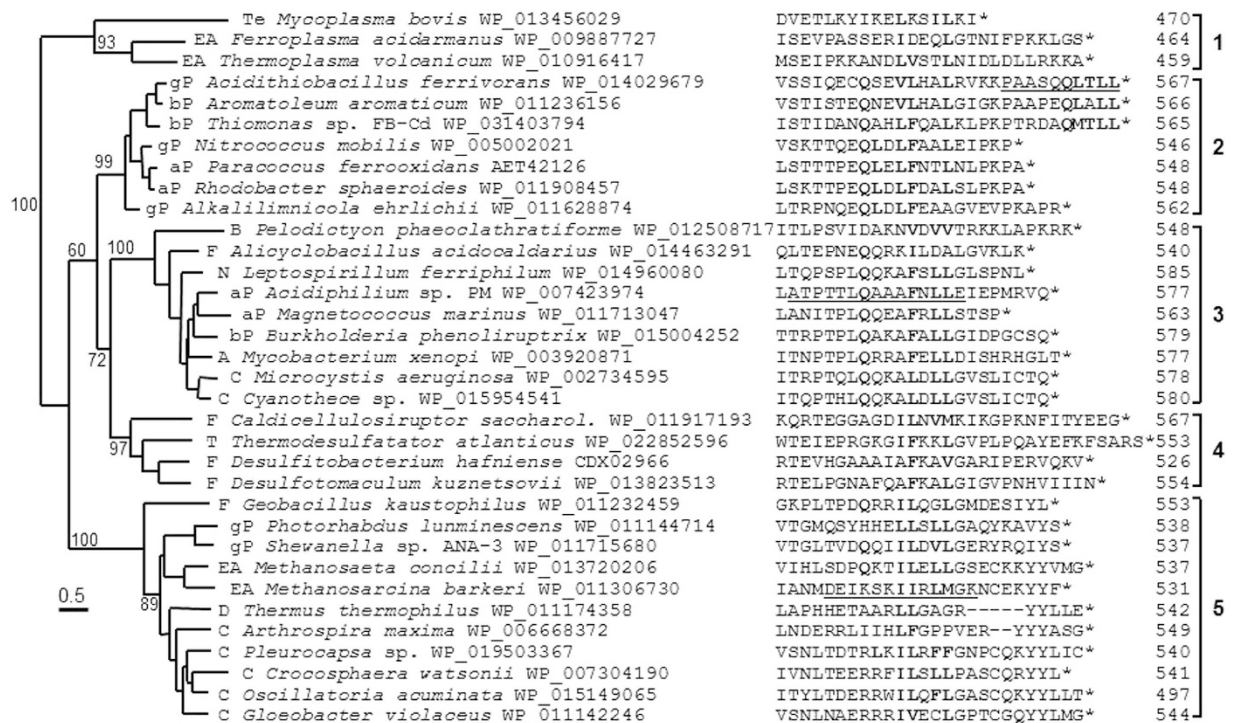 Te Mycoplasma bovis WP_013456029 DVETLKYIKELKSILKI* 470
93 EA Ferroplasma acidarmanus WP_009887727 ISEVPASSERIDEQLGTNIFPKKLGS* 464 1
EA Thermoplasma volcanicum WP_010916417 MSEIPKKANDLVSTLNIDLDLLRKKA* 459
gP Acidithiobacillus ferrivorans WP_014029679 VSSIQECQSEVLHALRVKKPAASQQLTLL* 567
bP Aromatoleum aromaticum WP_011236156 VSTISTEQNEVLHALGIGKPAAPEQLALL* 566
bP Thiomonas sp. FB-Cd WP_031403794 ISTIDANQAHLFQALKLPKPTRDAQMTLL* 565
gP Nitrococcus mobilis WP_005002021 VSKTTQEQLDLFAALEIPKP* 546 2
99 aP Paracoccus ferrooxidans AET42126 LSTTTPEQLELFNTLNLPKPA* 548
aP Rhodobacter sphaeroides WP_011908457 LSKTTPEQLDLFDALSLPKPA* 548
100 gP Alkalilimnicola ehrlichii WP_011628874 LTRPNQEQLDLFEAAGVEVPKAPR* 562
60 100 B Pelodictyon phaeoclathratiforme WP_012508717 ITLPSVIDAKNVDVVTRKKLAPKRK* 548
F Alicyclobacillus acidooaldarius WP_014463291 QLTEPNEQQRKILDALGVKLK* 540
N Leptospirillum ferriphilum WP_014960080 LTQPSPLQQKAFSLLGLSPNL* 585
aP Acidiphilium sp. PM WP_007423974 LATPTTLQAAAFNLLEIEPMRVQ* 577
aP Magnetococcus marinus WP_011713047 LANITPLQQEAFRLLSTSP* 563 3
bP Burkholderia phenoliruptrix WP_015004252 TTRPTPLQAKAFATLGIDPGCSQ* 579
72 A Mycobacterium xenopi WP_003920871 ITNPTPLQRRAFELLDISHRHGLT* 577
C Microcystis aeruginosa WP_002734595 ITRPTQLQQKALDLLGVSLICTQ* 578
C Cyanothece sp. WP_015954541 ITQPTHLQQKALDLLGVSLICTQ* 580
F Caldicellulosiruptor saccharol. WP_011917193 KQRTEGGAGDILNVMKIKGPKNFITYEEG* 567
97 T Thermodesulfatator atlanticus WP_022852596 WTEIEPRGKGIFKKLGVPLPQAYEFKFSARS* 553 4
F Desulfitobacterium hafniense CDX02966 RTEVHGAAAIAFKAVGARIPERVQKV* 526
F Desulfotomaculum kuznetsovii WP_013823513 RTELPGNAFQAFKALGIGVPNHVIIIN* 554
F Geobacillus kaustophilus WP_011232459 GKPLTPDQRRILQGLGMDESIYL* 553
100 gP Photorhabdus lunminescens WP_011144714 VTGMQSYHHELLSLLGAQYKAVYS* 538
gP Shewanella sp. ANA-3 WP_011715680 VTGLTVDQQIILDVLGERYRQIYS* 537
EA Methanosaeta concilii WP_013720206 VIHLSDPQKTILELLGSECKKYYVMG* 537
0.5 89 EA Methanosarcina barkeri WP_011306730 IANMDEIKSKIIRLMGKNCEKYYF* 531
D Thermus thermophilus WP_011174358 LAPHHETAARLLGAGR-----YYLLE* 542 5
C Arthrospira maxima WP_006668372 LNDERRLIIHLFGPPVER--YYYASG* 549
C Pleurocapsa sp. WP_019503367 VSNLTDTRLKILRFFGNPCQKYYLIC* 540
C Crocosphaera watsonii WP_007304190 IVNLTEERRFILSLLPASCRYYL* 541
C Oscillatoria acuminata WP_015149065 ITYLTDERRWILQFLGASCQKYYLLT* 497
C Gloeobacter violaceus WP_011142246 VSNLNAERRRIVECLGPTCGQYYLMG* 544